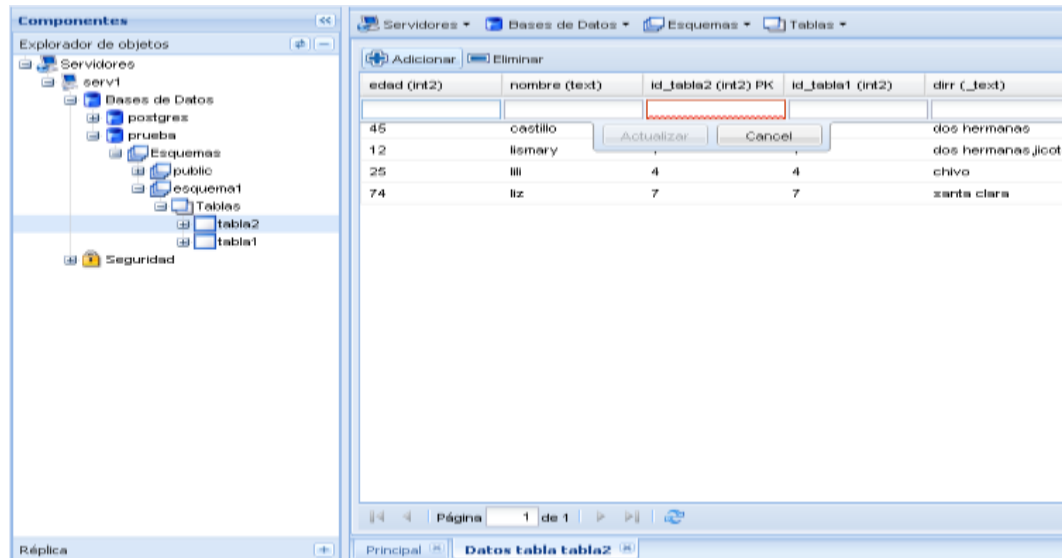 Componentes
Explorador de objetos
Servidores
serv1
Bases de Datos
postgres
prueba
Esquemas
public
esquema1
Tablas
tabla2
tabla1
Seguridad
Réplica
Servidores Bases de Datos Esquemas Tablas
Adicionar Eliminar
edad (int2) nombre (text) id_tabla2 (int2) PK id_tabla1 (int2) dirr (_text)
45 castillo dos hermanas
12 lismary dos hermanas,jicot
25 lili 4 4 chivo
74 liz 7 7 santa clara
Actualizar Cancel
Página 1 de 1
Principal Datos tabla tabla2